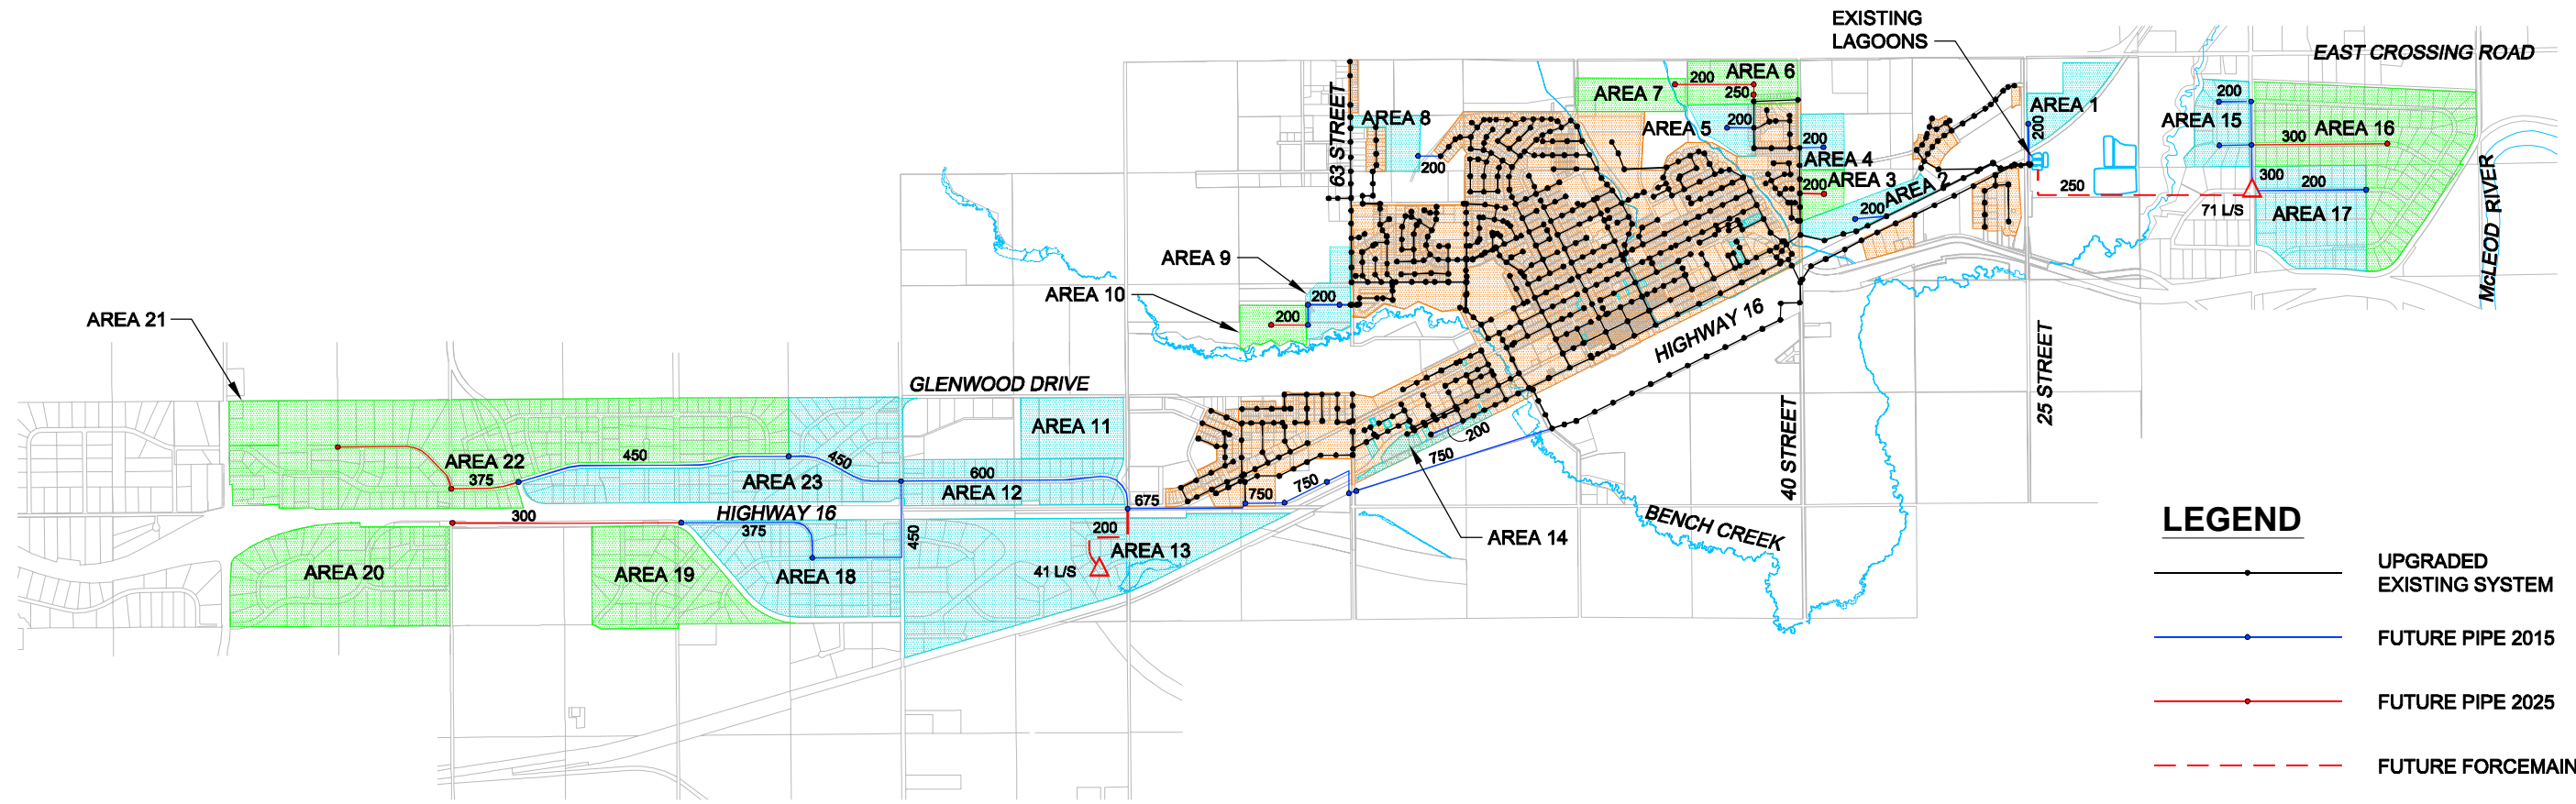 EXISTING
LAGOONS
EAST CROSSING ROAD
200
AREA 6
63 STREET
AREA 7
250
AREA 1
200
AREA 8
AREA 5
200
200
AREA 15
300
AREA 16
200
200
AREA 4
200
AREA 3
200
AREA 2
200
250
300
200
71 L/S
AREA 17
McLEOD RIVER
AREA 9
AREA 10
200
200
AREA 21
HIGHWAY 16
25 STREET
GLENWOOD DRIVE
40 STREET
AREA 11
200
750
450
450
AREA 22
375
AREA 23
600
AREA 12
675
750
750
HIGHWAY 16
300
375
450
200
AREA 13
41 L/S
AREA 14
BENCH CREEK
AREA 20
AREA 19
AREA 18
LEGEND
UPGRADED
EXISTING SYSTEM
FUTURE PIPE 2015
FUTURE PIPE 2025
FUTURE FORCEMAIN